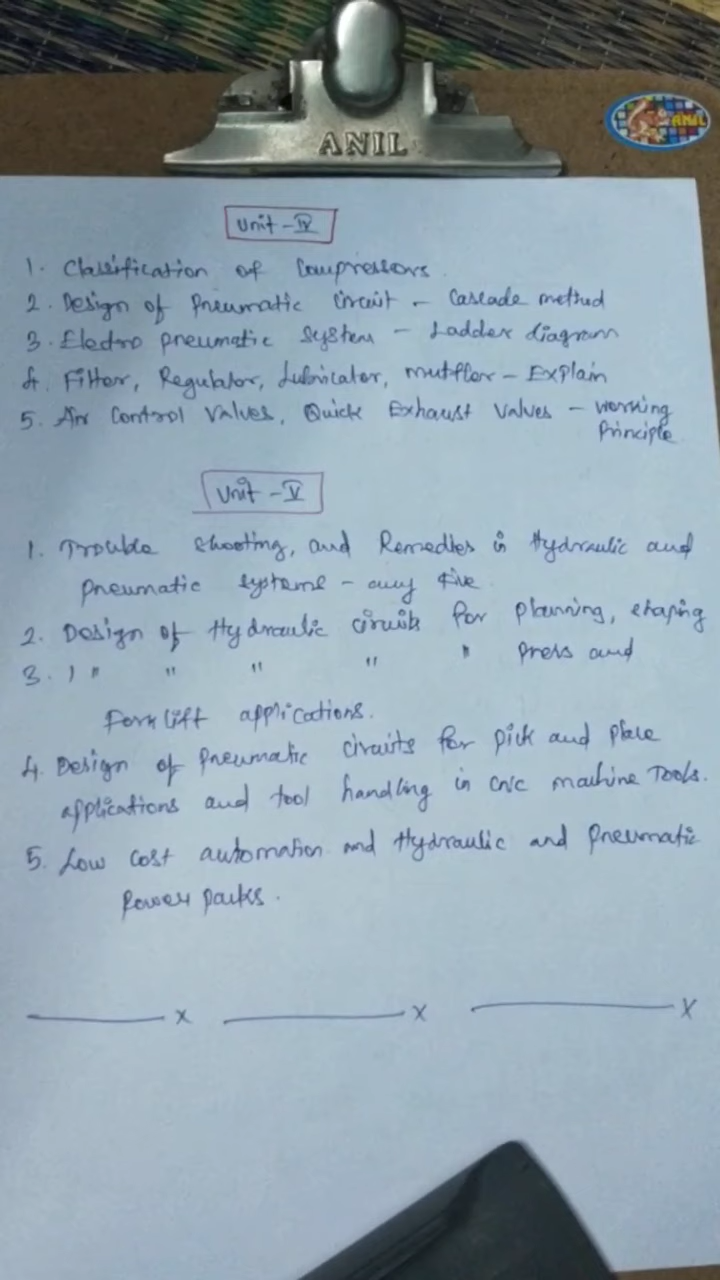 ANIL
ANIL
Unit - IV
1. Classification of Compressors
2. Design of Pneumatic Circuit - Cascade method
3. Electro pneumatic System - Ladder diagram
4. Filter, Regulator, Lubricator, mutfler - Explain
5. Air Control Valves, Quick Exhaust Valves - working
Principle
Unit - V
1. Trouble shooting, and Remedies in Hydraulic and
Pneumatic systems - any five
2. Design of Hydraulic circuits for planning, shaping
3. " " " " " Press and
Forklift applications.
4. Design of Pneumatic circuits for pick and place
applications and tool handling in CNC machine Tools.
5. Low cost automation and Hydraulic and Pneumatic
Power packs.
x x x